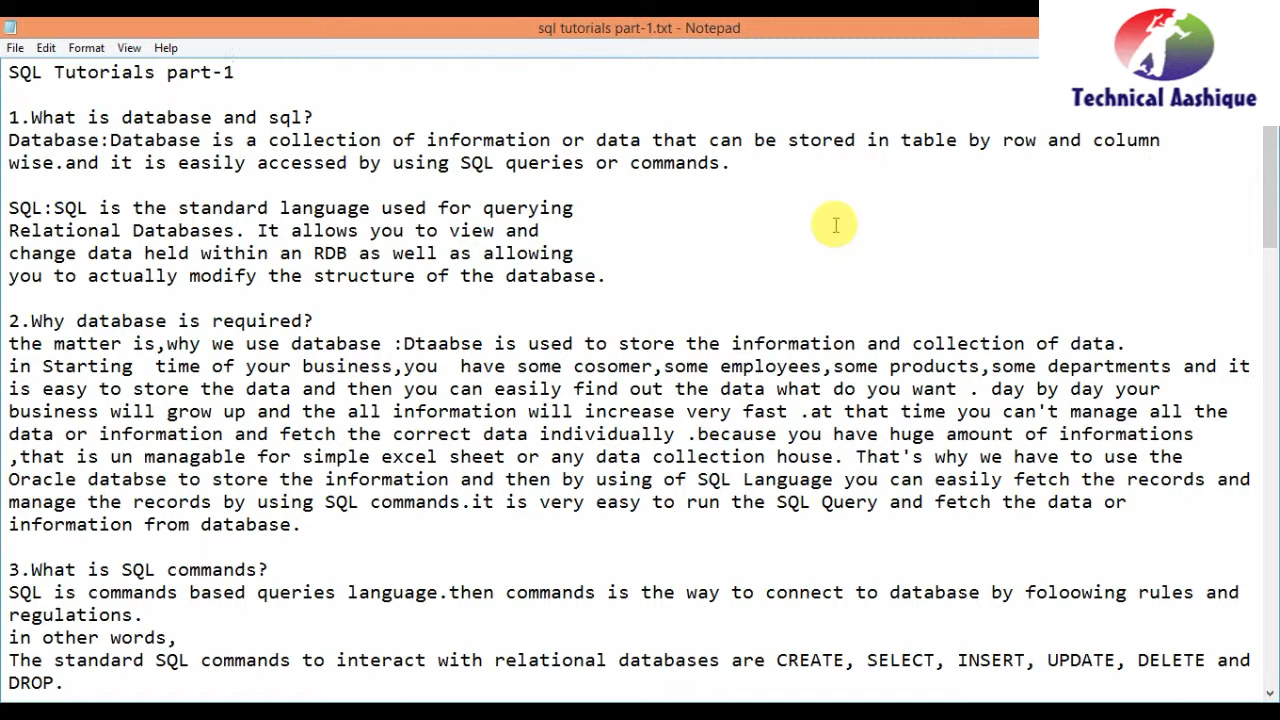 sql tutorials part-1.txt - Notepad
File Edit Format View Help
Technical Aashique
SQL Tutorials part-1
1.What is database and sql?
Database:Database is a collection of information or data that can be stored in table by row and column
wise.and it is easily accessed by using SQL queries or commands.
SQL:SQL is the standard language used for querying
Relational Databases. It allows you to view and
change data held within an RDB as well as allowing
you to actually modify the structure of the database.
2.Why database is required?
the matter is,why we use database :Dtaabse is used to store the information and collection of data.
in Starting  time of your business,you  have some cosomer,some employees,some products,some departments and it
is easy to store the data and then you can easily find out the data what do you want . day by day your
business will grow up and the all information will increase very fast .at that time you can't manage all the
data or information and fetch the correct data individually .because you have huge amount of informations
,that is un managable for simple excel sheet or any data collection house. That's why we have to use the
Oracle databse to store the information and then by using of SQL Language you can easily fetch the records and
manage the records by using SQL commands.it is very easy to run the SQL Query and fetch the data or
information from database.
3.What is SQL commands?
SQL is commands based queries language.then commands is the way to connect to database by foloowing rules and
regulations.
in other words,
The standard SQL commands to interact with relational databases are CREATE, SELECT, INSERT, UPDATE, DELETE and
DROP.